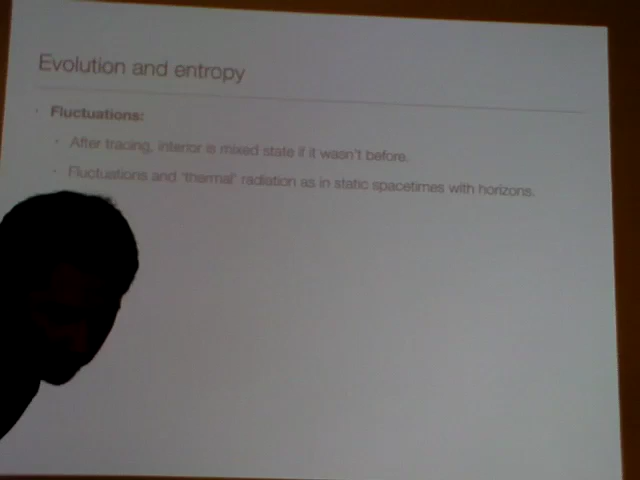 Evolution and entropy
· Fluctuations:
· After tracing, interior is mixed state if it wasn't before.
· Fluctuations and 'thermal' radiation as in static spacetimes with horizons.